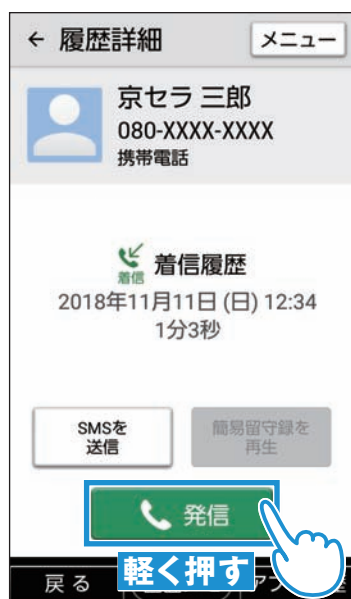 ← 履歴詳細 メニュー
京セラ 三郎
080-XXXX-XXXX
携帯電話
着信 着信履歴
2018年11月11日 (日) 12:34
1分3秒
SMSを
送信
簡易留守録を
再生
発信
軽く押す
戻る